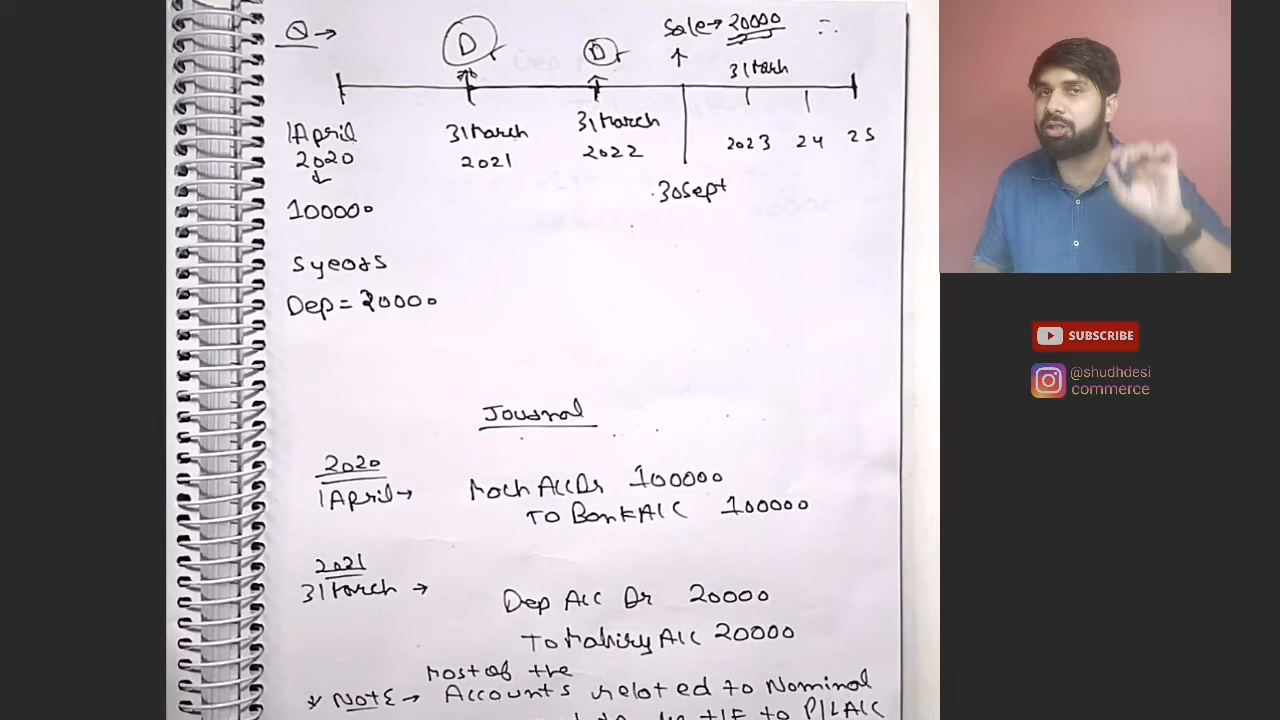 Q →
D
D
Sale → 20000 ∴
31 March
1 April
2020
31 March
2021
31 March
2022
2023
24
25
30 Sept
100000
5 years
Dep = 20000
Journal
2020
1 April → Mach A/C Dr 100000
To Bank A/C 100000
2021
31 March → Dep A/C Dr 20000
To Mahinry A/C 20000
Most of the
* NOTE → Accounts related to Nominal
to P/L A/C
SUBSCRIBE
@shudhdesi
commerce